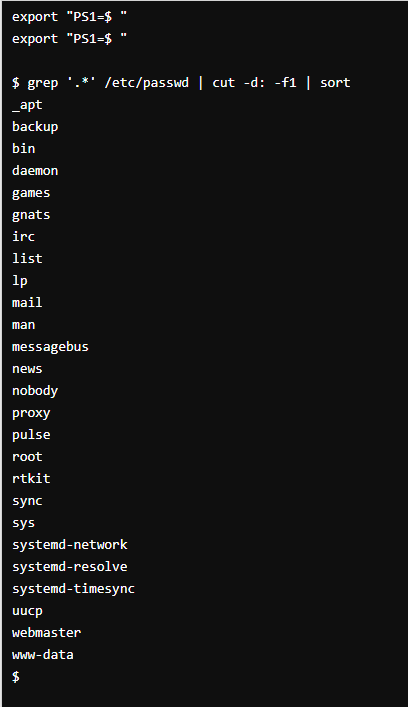 export "PS1=$ "
export "PS1=$ "
$ grep '.*' /etc/passwd | cut -d: -f1 | sort
_apt
backup
bin
daemon
games
gnats
irc
list
lp
mail
man
messagebus
news
nobody
proxy
pulse
root
rtkit
sync
sys
systemd-network
systemd-resolve
systemd-timesync
uucp
webmaster
www-data
$